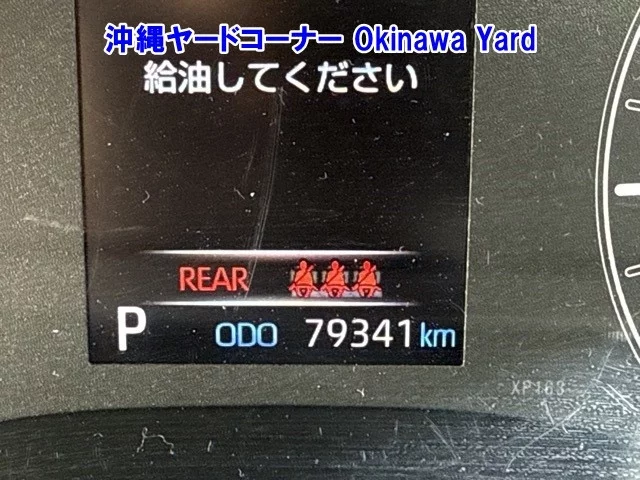 沖縄ヤードコーナー Okinawa Yard
給油してください
REAR
P ODO 79341 km
XP163